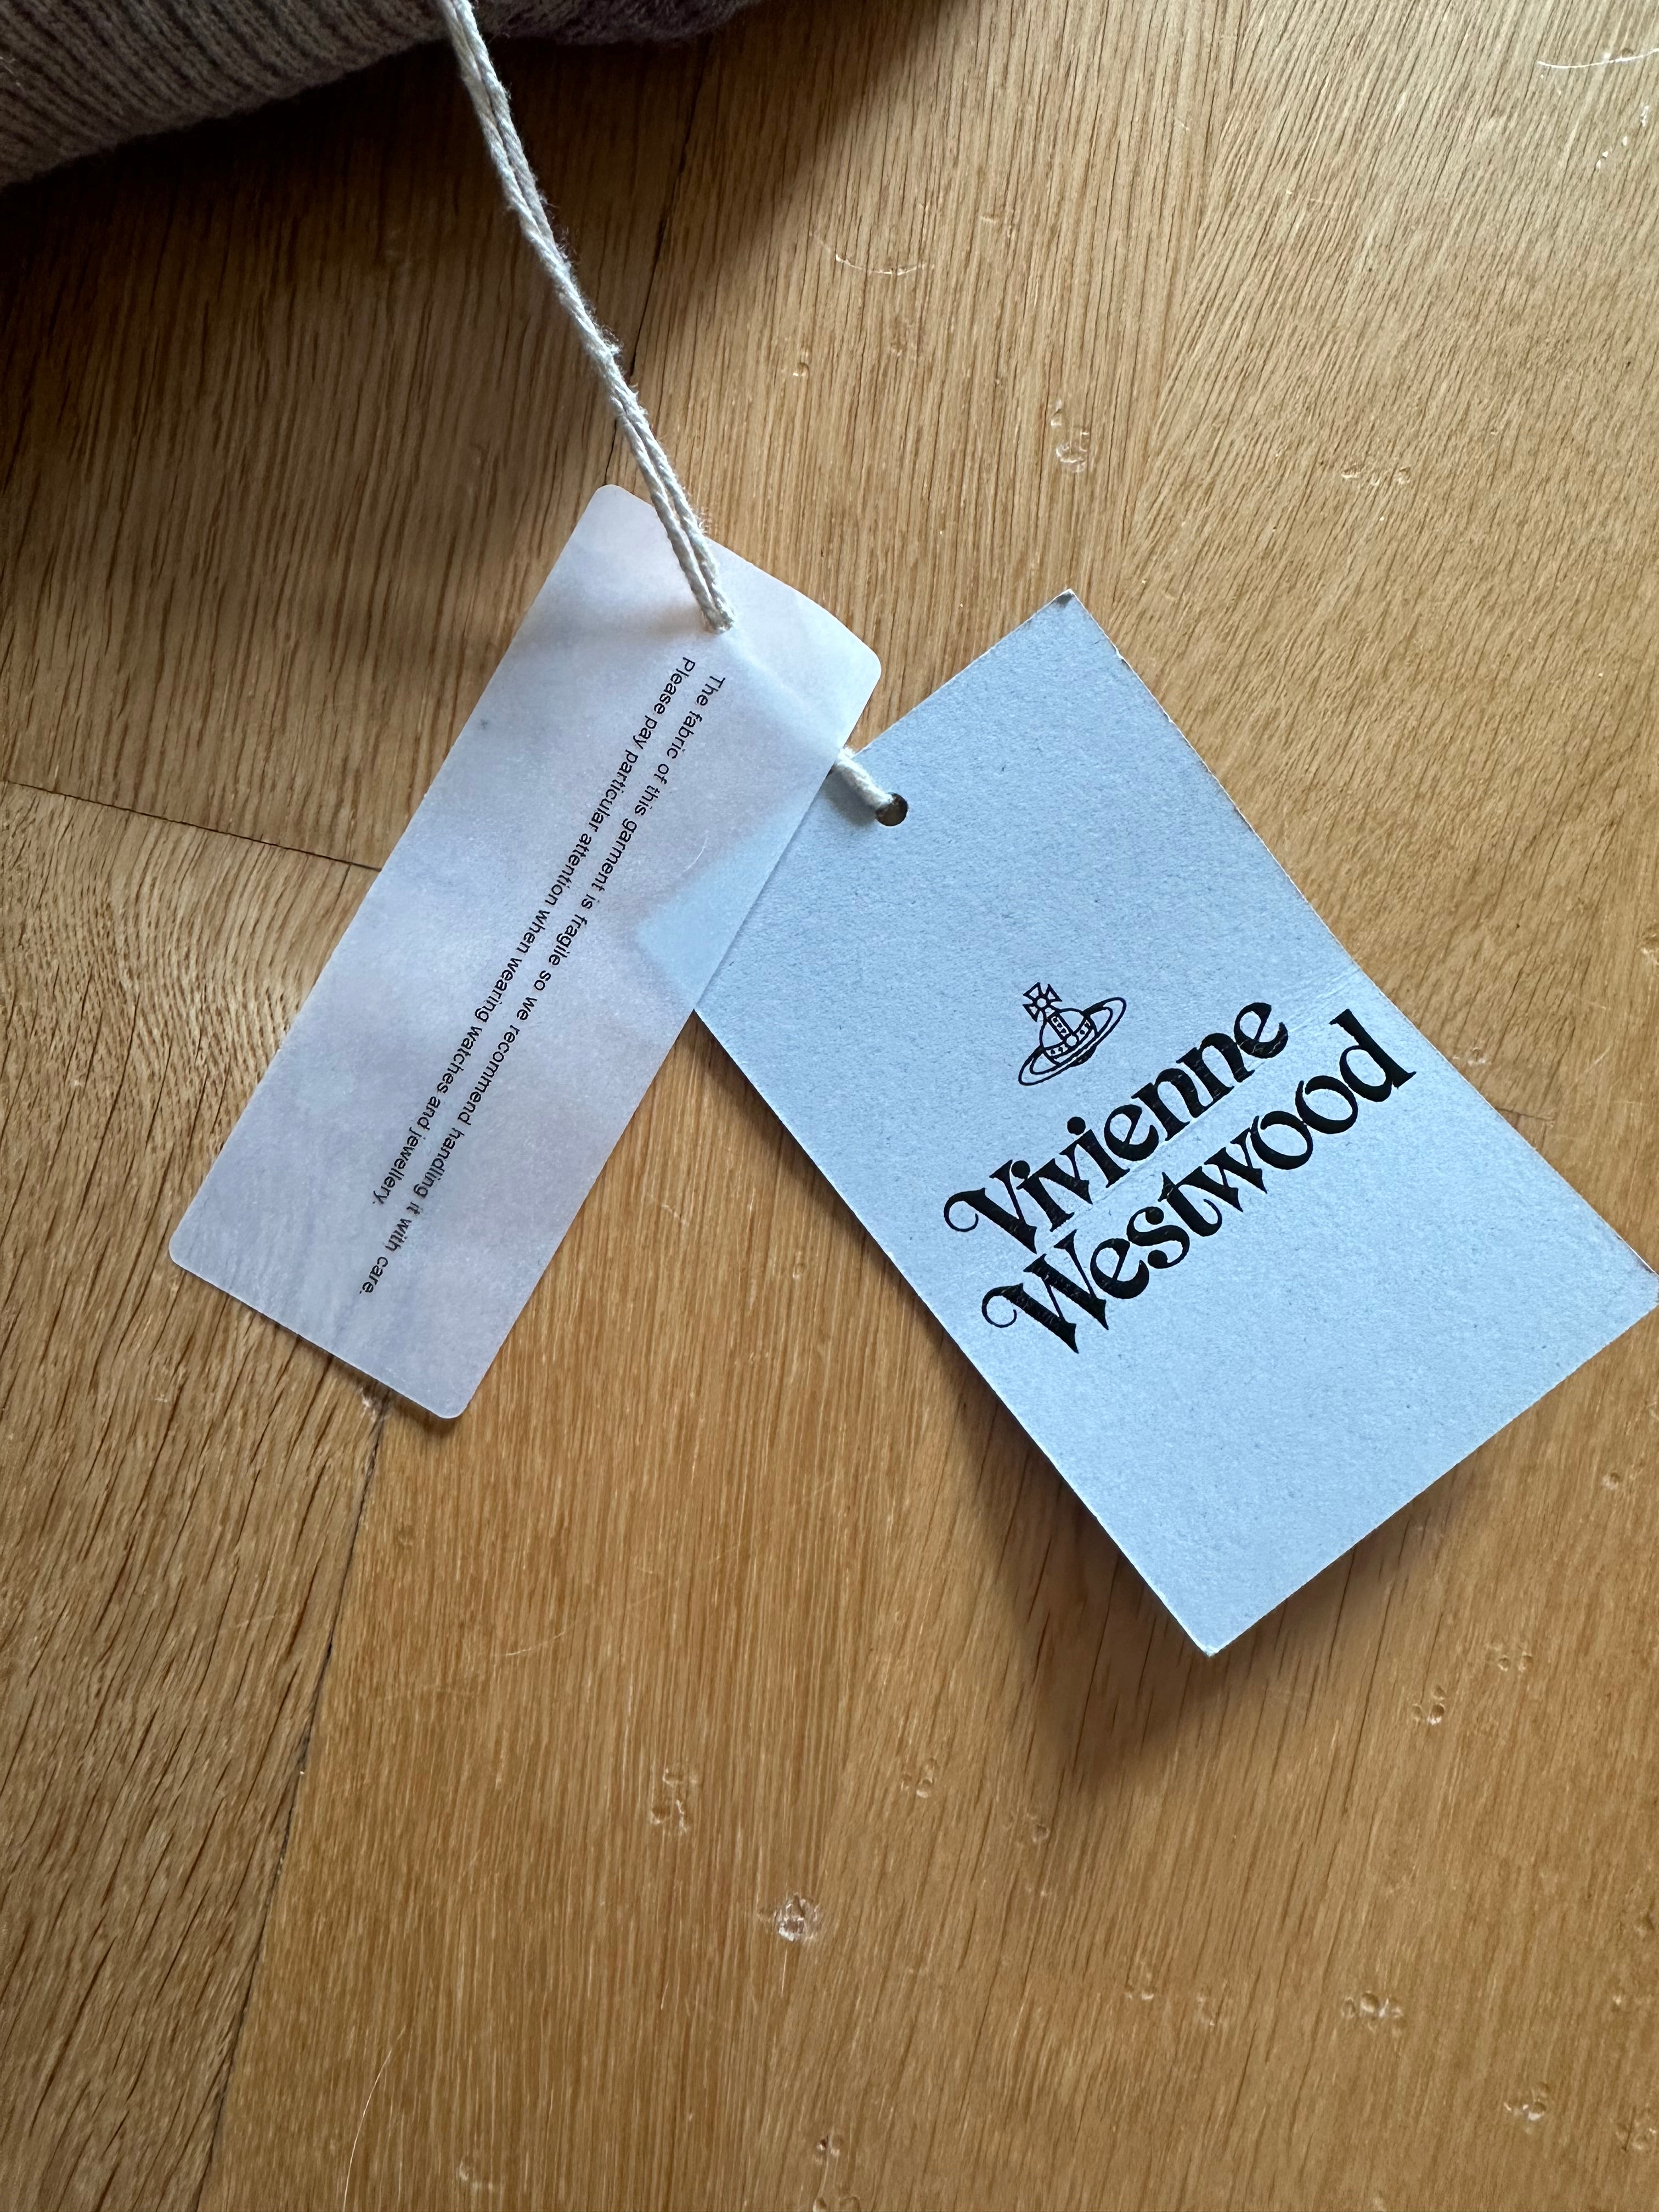 The fabric of this garment is fragile so we recommend handling it with care.
Please pay particular attention when wearing watches and jewellery.
Vivienne
Westwood